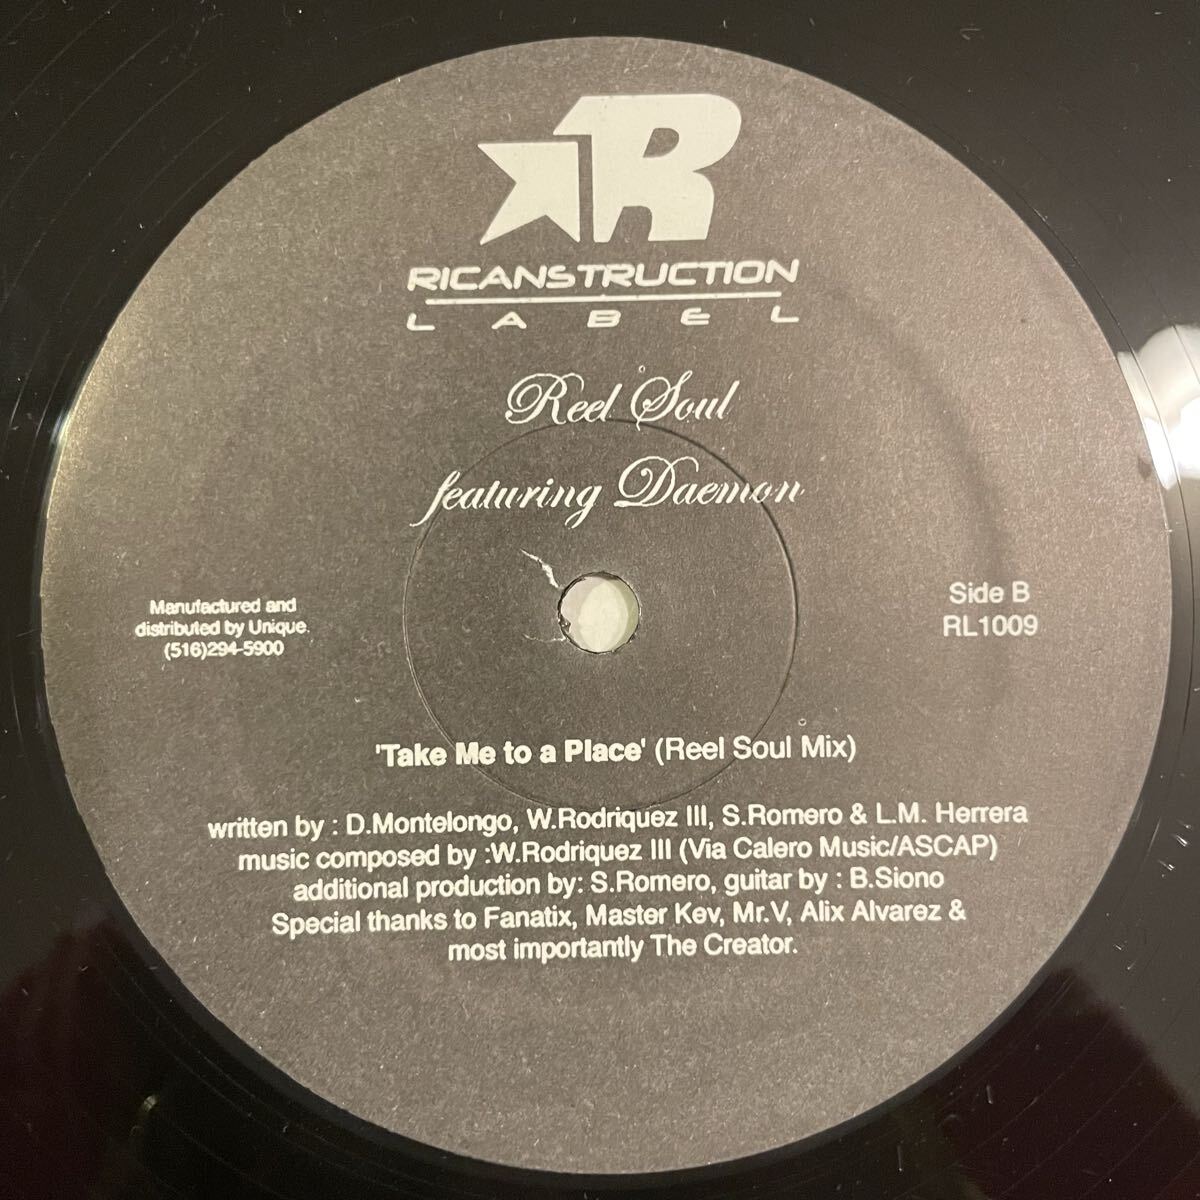 R
RICANSTRUCTION
LABEL
Reel Soul
featuring Daemon
Manufactured and
distributed by Unique.
(516)294-5900
Side B
RL1009
'Take Me to a Place' (Reel Soul Mix)
written by : D.Montelongo, W.Rodriquez III, S.Romero & L.M. Herrera
music composed by :W.Rodriquez III (Via Calero Music/ASCAP)
additional production by: S.Romero, guitar by : B.Siono
Special thanks to Fanatix, Master Kev, Mr.V, Alix Alvarez &
most importantly The Creator.